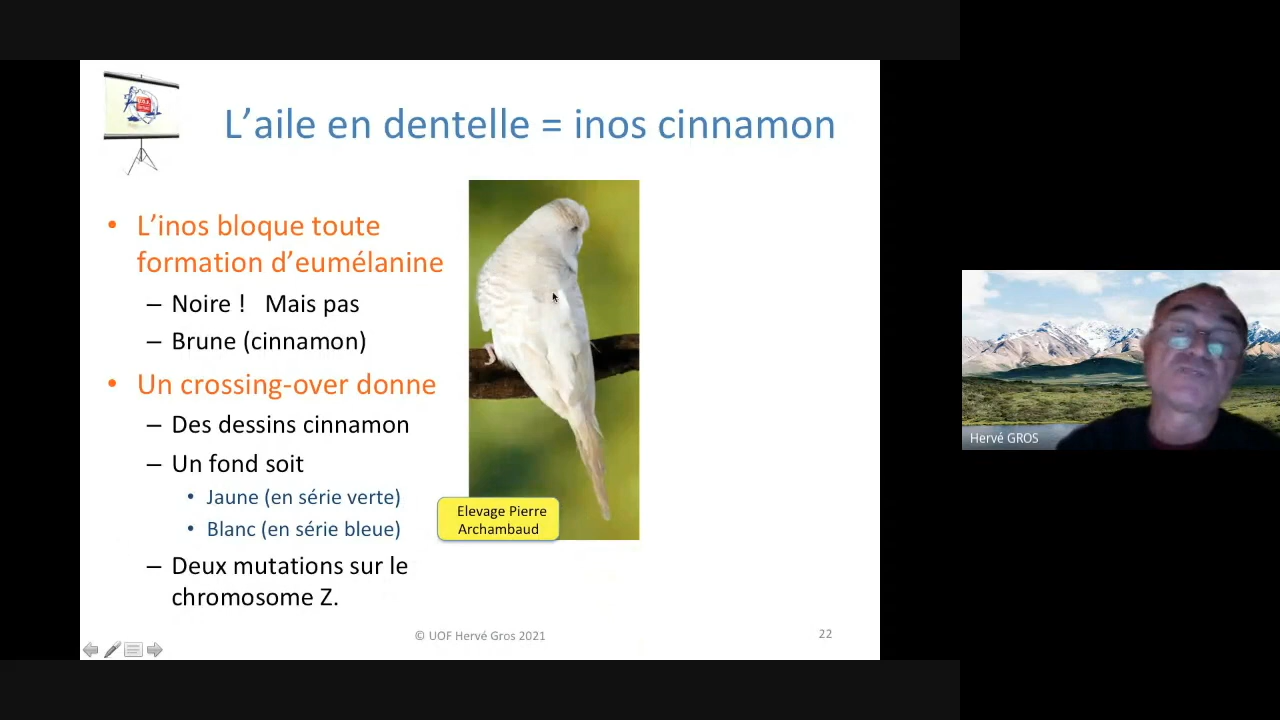 L’aile en dentelle = inos cinnamon
• L’inos bloque toute
formation d’eumélanine
– Noire ! Mais pas
– Brune (cinnamon)
• Un crossing-over donne
– Des dessins cinnamon
– Un fond soit
• Jaune (en série verte)
• Blanc (en série bleue)
– Deux mutations sur le
chromosome Z.
Elevage Pierre
Archambaud
© UOF Hervé Gros 2021
22
Hervé GROS